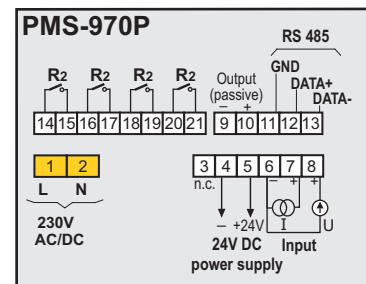 PMS-970P
RS 485
GND
DATA+
DATA-
R2 R2 R2 R2
Output
(passive)
– +
14 15 16 17 18 19 20 21 9 10 11 12 13
1 2
L N
230V
AC/DC
3 4 5 6 7 8
n.c. – + +
– +24V I U
24V DC
power supply
Input